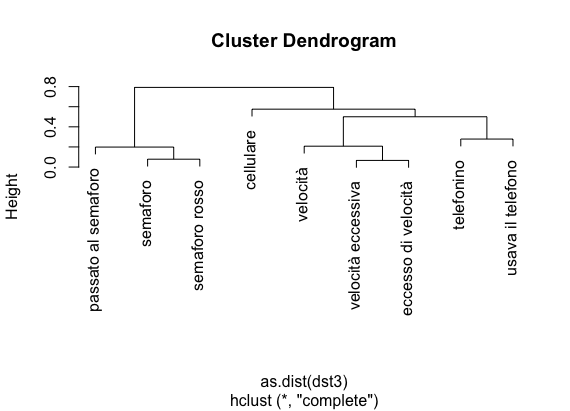 Cluster Dendrogram
Height
0.0
0.4
0.8
passato al semaforo
semaforo
semaforo rosso
cellulare
velocità
velocità eccessiva
eccesso di velocità
telefonino
usava il telefono
as.dist(dst3)
hclust (*, "complete")